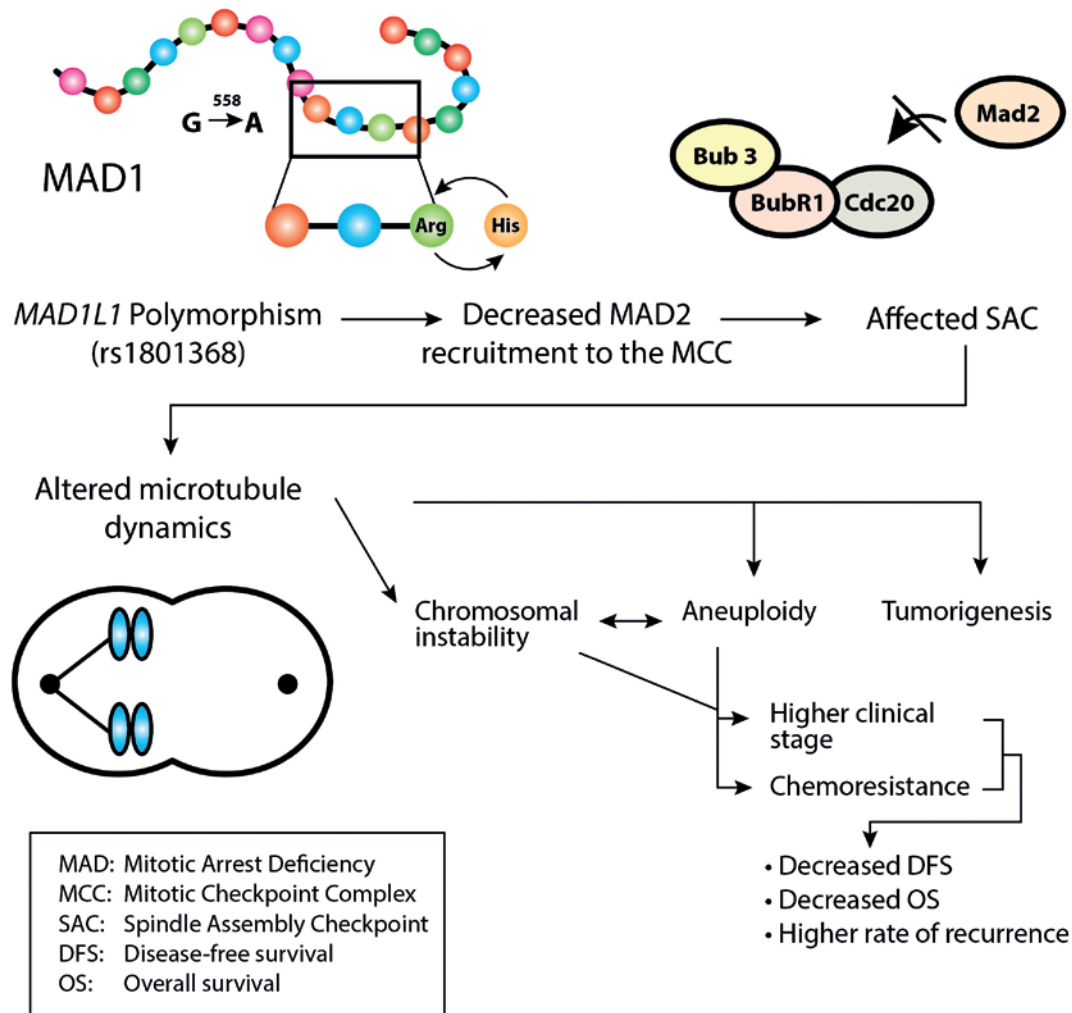 558
G → A
MAD1
Arg
His
Mad2
Bub 3
BubR1
Cdc20
MAD1L1 Polymorphism
(rs1801368)
Decreased MAD2
recruitment to the MCC
Affected SAC
Altered microtubule
dynamics
Chromosomal
instability
Aneuploidy
Tumorigenesis
Higher clinical
stage
Chemoresistance
• Decreased DFS
• Decreased OS
• Higher rate of recurrence
MAD: Mitotic Arrest Deficiency
MCC: Mitotic Checkpoint Complex
SAC: Spindle Assembly Checkpoint
DFS: Disease-free survival
OS: Overall survival